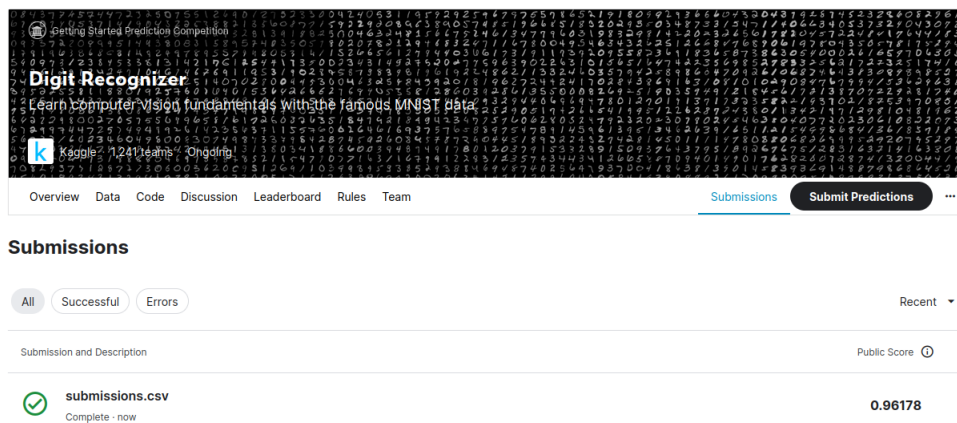 Getting Started Prediction Competition
Digit Recognizer
Learn computer vision fundamentals with the famous MNIST data
k Kaggle · 1,241 teams · Ongoing
Overview Data Code Discussion Leaderboard Rules Team Submissions Submit Predictions ...
Submissions
All Successful Errors Recent
Submission and Description Public Score
submissions.csv
0.96178
Complete · now